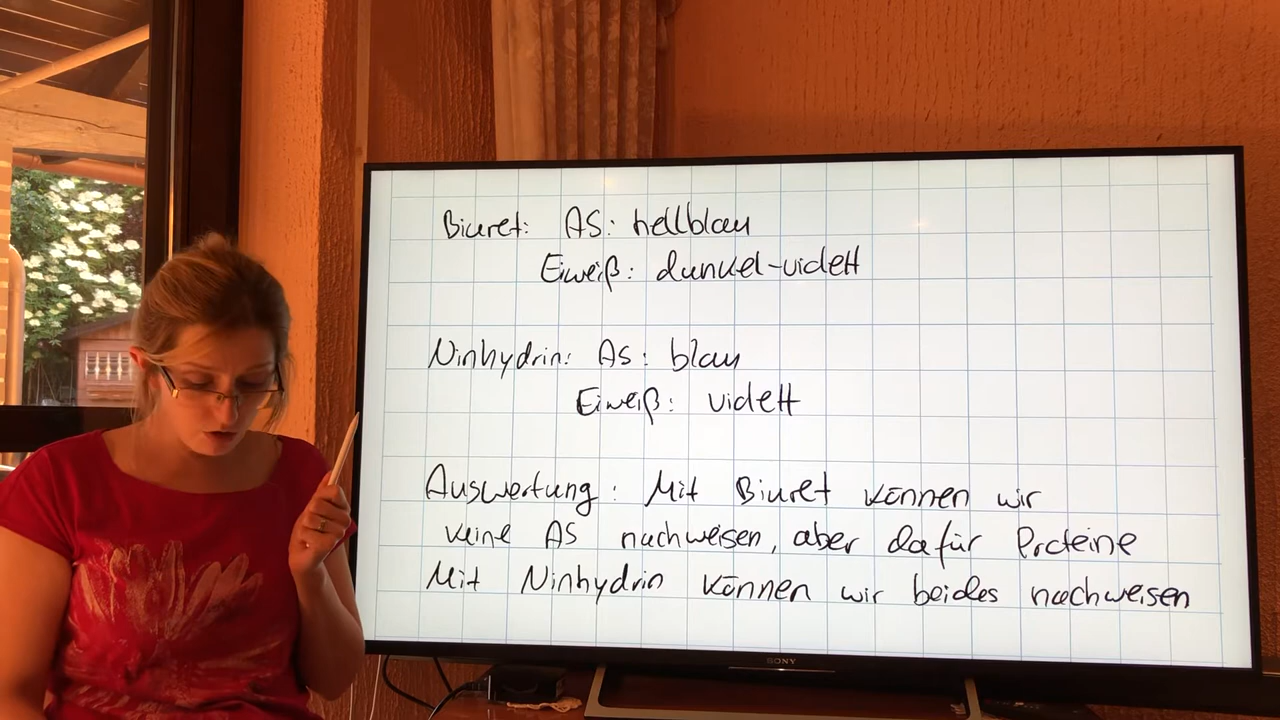 Biuret: AS: hellblau
Eiweiß: dunkel-violett
Ninhydrin: AS: blau
Eiweiß: violett
Auswertung: Mit Biuret können wir
keine AS nachweisen, aber dafür Proteine
Mit Ninhydrin können wir beides nachweisen
SONY